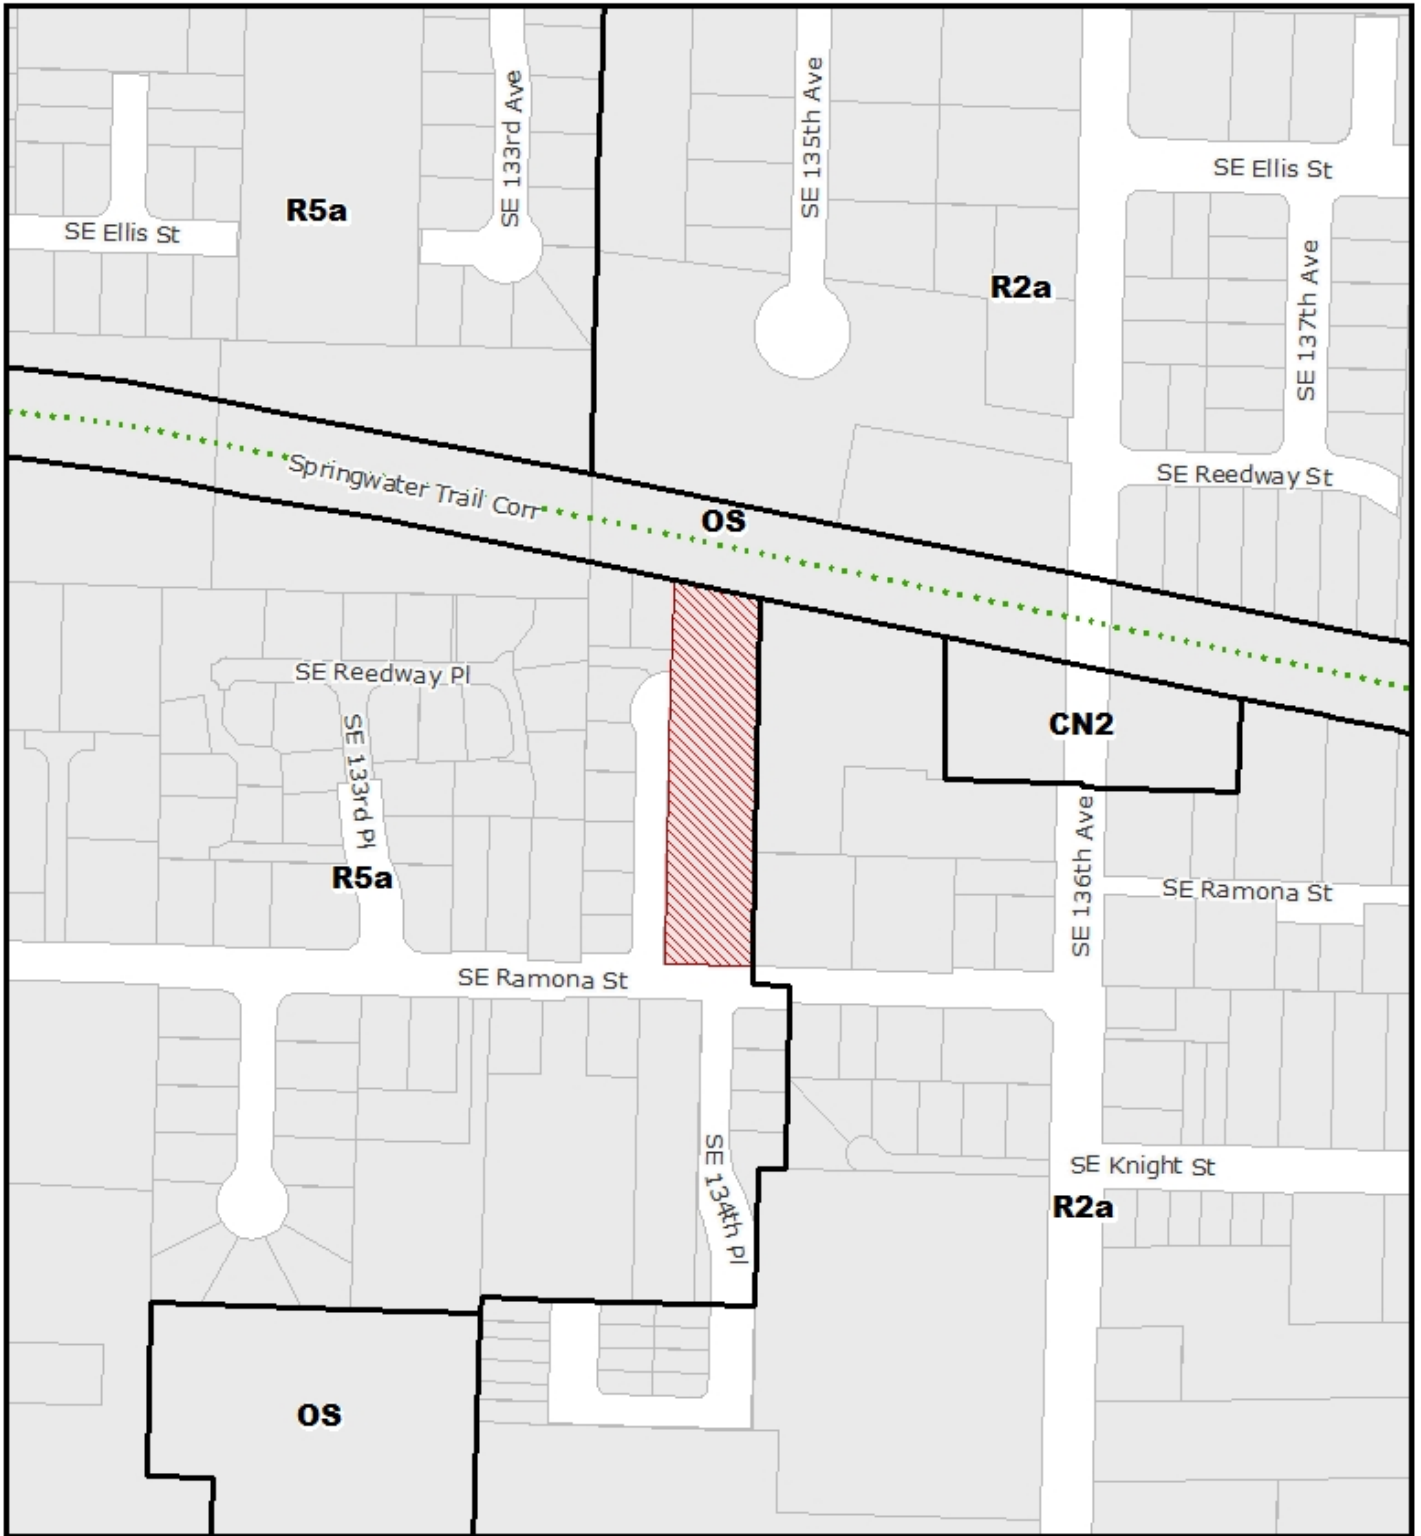 SE 133rd Ave
SE 135th Ave
SE Ellis St
R5a
SE Ellis St
R2a
SE 137th Ave
Springwater Trail Corr
SE Reedway St
OS
SE Reedway Pl
SE 133rd Pl
CN2
R5a
SE 136th Ave
SE Ramona St
SE Ramona St
SE 134th Pl
SE Knight St
R2a
OS